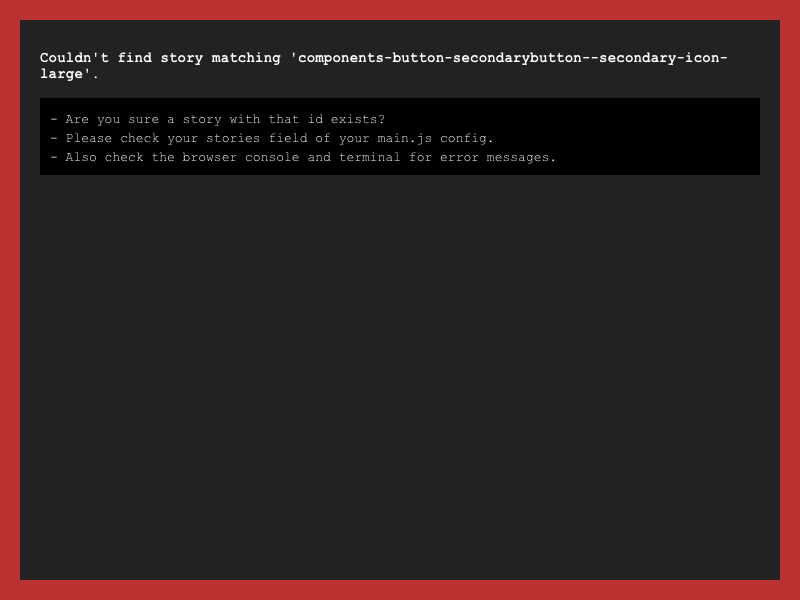 Couldn't find story matching 'components-button-secondarybutton--secondary-icon-
large'.
- Are you sure a story with that id exists?
- Please check your stories field of your main.js config.
- Also check the browser console and terminal for error messages.